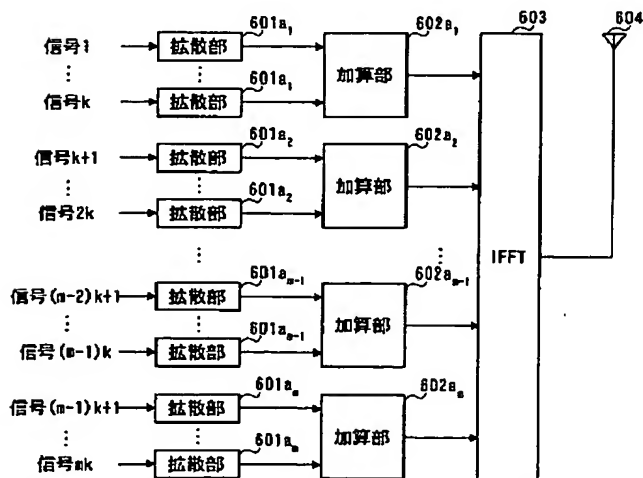 601a₁ 602a₁ 603 604
信号1 拡散部
⋮ ⋮ 601a₁ 加算部
信号k 拡散部
601a₂ 602a₂
信号k+1 拡散部
⋮ ⋮ 601a₂ 加算部
信号2k 拡散部
⋮ ⋮ IFFT
601aₘ₋₁ 602aₘ₋₁
信号(m-2)k+1 拡散部
⋮ ⋮ 601aₘ₋₁ 加算部
信号(m-1)k 拡散部
601aₘ 602aₘ
信号(m-1)k+1 拡散部
⋮ ⋮ 601aₘ 加算部
信号mk 拡散部